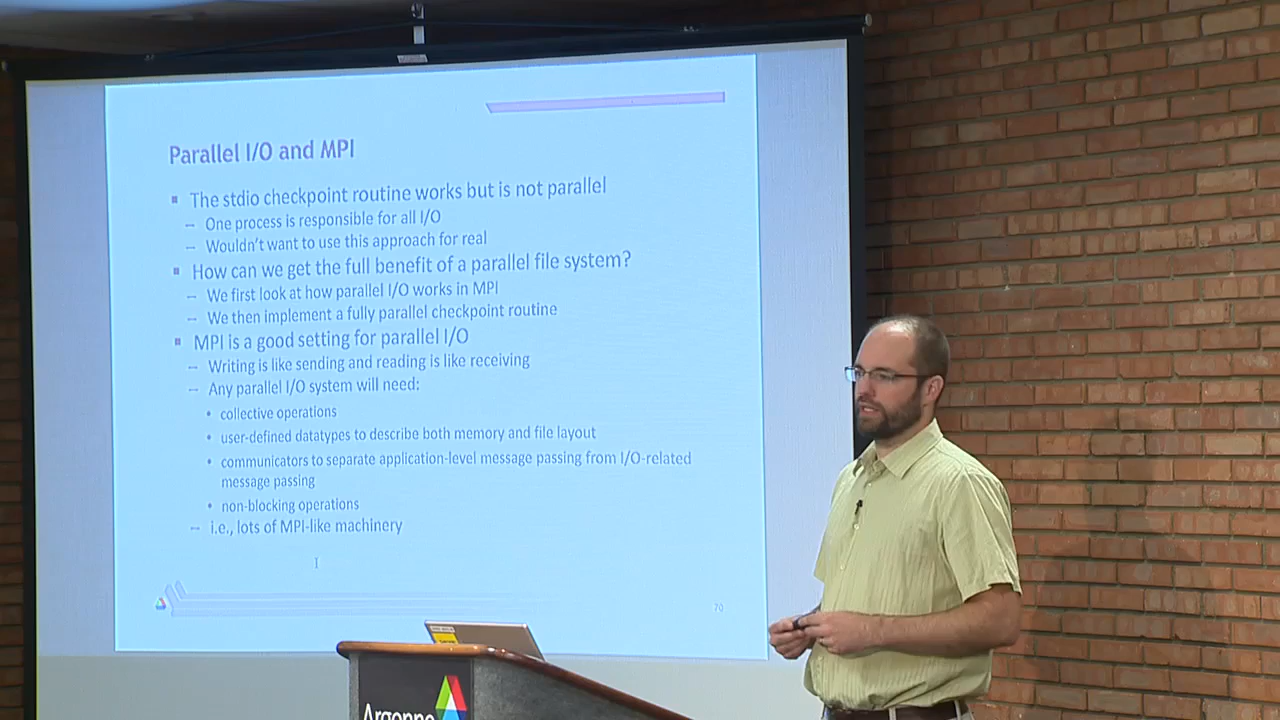 Parallel I/O and MPI
▪ The stdio checkpoint routine works but is not parallel
– One process is responsible for all I/O
– Wouldn't want to use this approach for real
▪ How can we get the full benefit of a parallel file system?
– We first look at how parallel I/O works in MPI
– We then implement a fully parallel checkpoint routine
▪ MPI is a good setting for parallel I/O
– Writing is like sending and reading is like receiving
– Any parallel I/O system will need:
• collective operations
• user-defined datatypes to describe both memory and file layout
• communicators to separate application-level message passing from I/O-related
message passing
• non-blocking operations
– i.e., lots of MPI-like machinery
70
Argonne